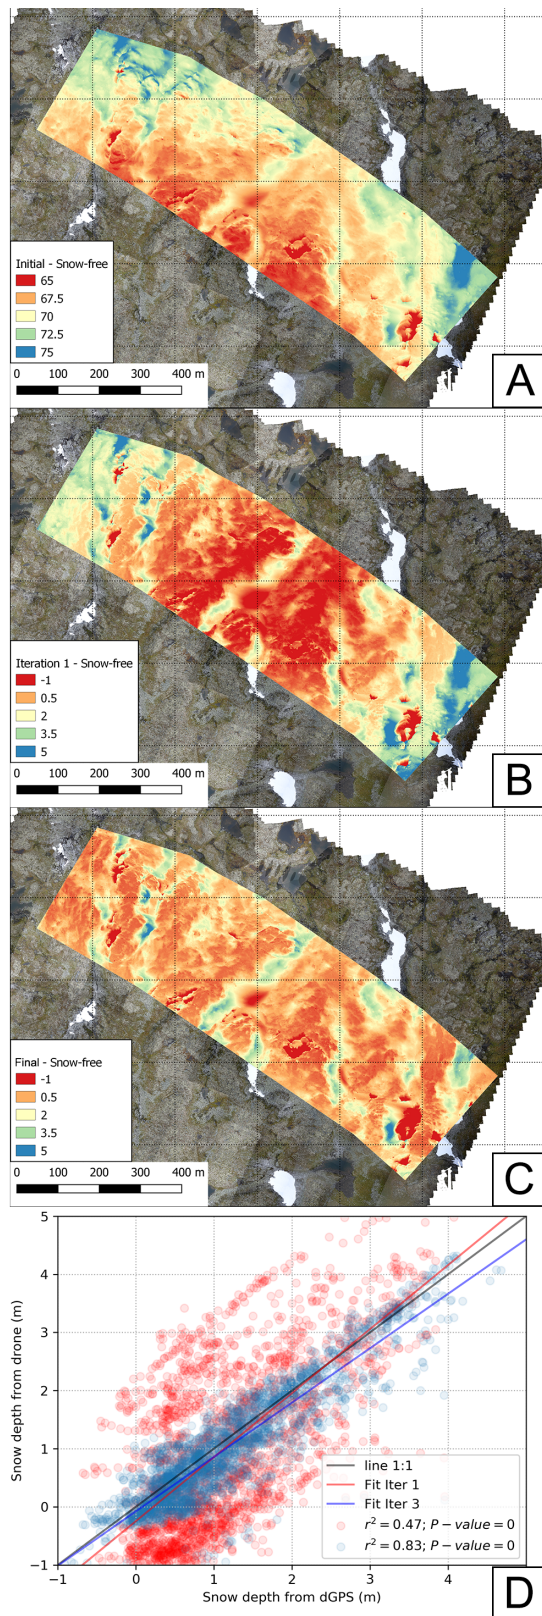 Initial - Snow-free
65
67.5
70
72.5
75
0 100 200 300 400 m
A
Iteration 1 - Snow-free
-1
0.5
2
3.5
5
0 100 200 300 400 m
B
Final - Snow-free
-1
0.5
2
3.5
5
0 100 200 300 400 m
C
5
4
3
2
1
0
−1
Snow depth from drone (m)
line 1:1
Fit Iter 1
Fit Iter 3
r² = 0.47; P − value = 0
r² = 0.83; P − value = 0
−1 0 1 2 3 4
Snow depth from dGPS (m)
D